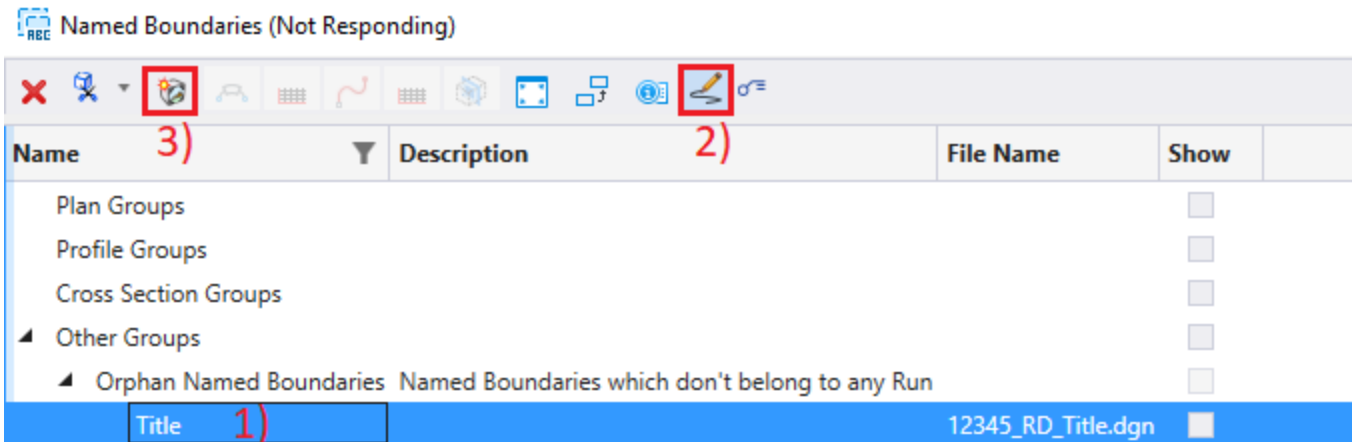 ABC Named Boundaries (Not Responding)
3) 2)
Name Description File Name Show
Plan Groups
Profile Groups
Cross Section Groups
Other Groups
Orphan Named Boundaries Named Boundaries which don't belong to any Run
Title 1) 12345_RD_Title.dgn